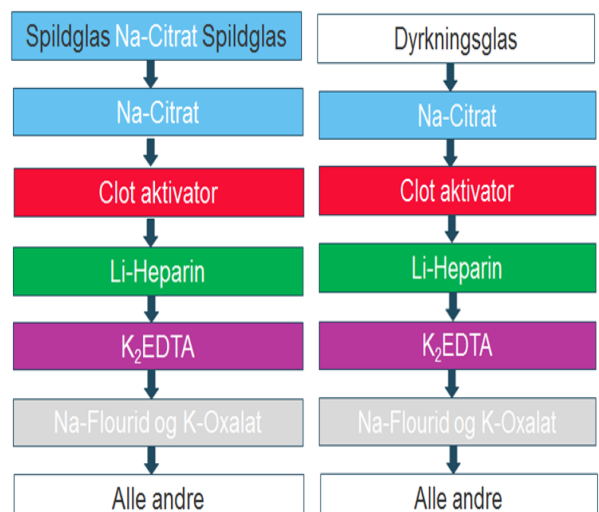 Spildglas Na-Citrat Spildglas
Na-Citrat
Clot aktivator
Li-Heparin
K₂EDTA
Na-Flourid og K-Oxalat
Alle andre
Dyrkningsglas
Na-Citrat
Clot aktivator
Li-Heparin
K₂EDTA
Na-Flourid og K-Oxalat
Alle andre